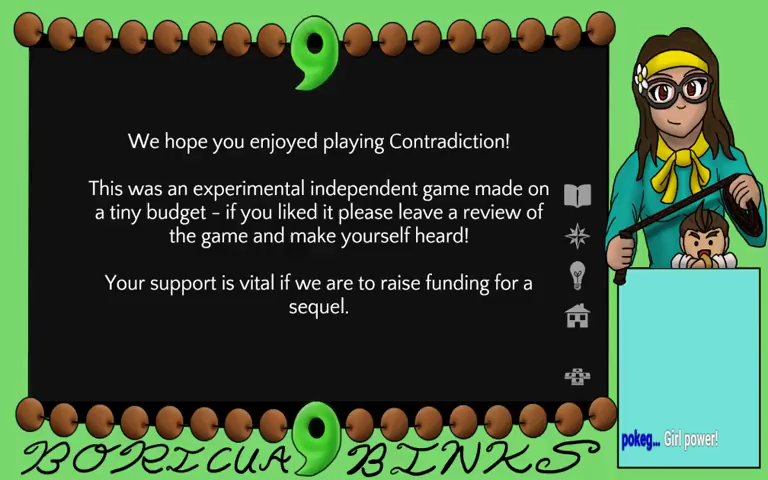 We hope you enjoyed playing Contradiction!
This was an experimental independent game made on
a tiny budget - if you liked it please leave a review of
the game and make yourself heard!
Your support is vital if we are to raise funding for a
sequel.
pokeg... Girl power!
BORICUA BINKS